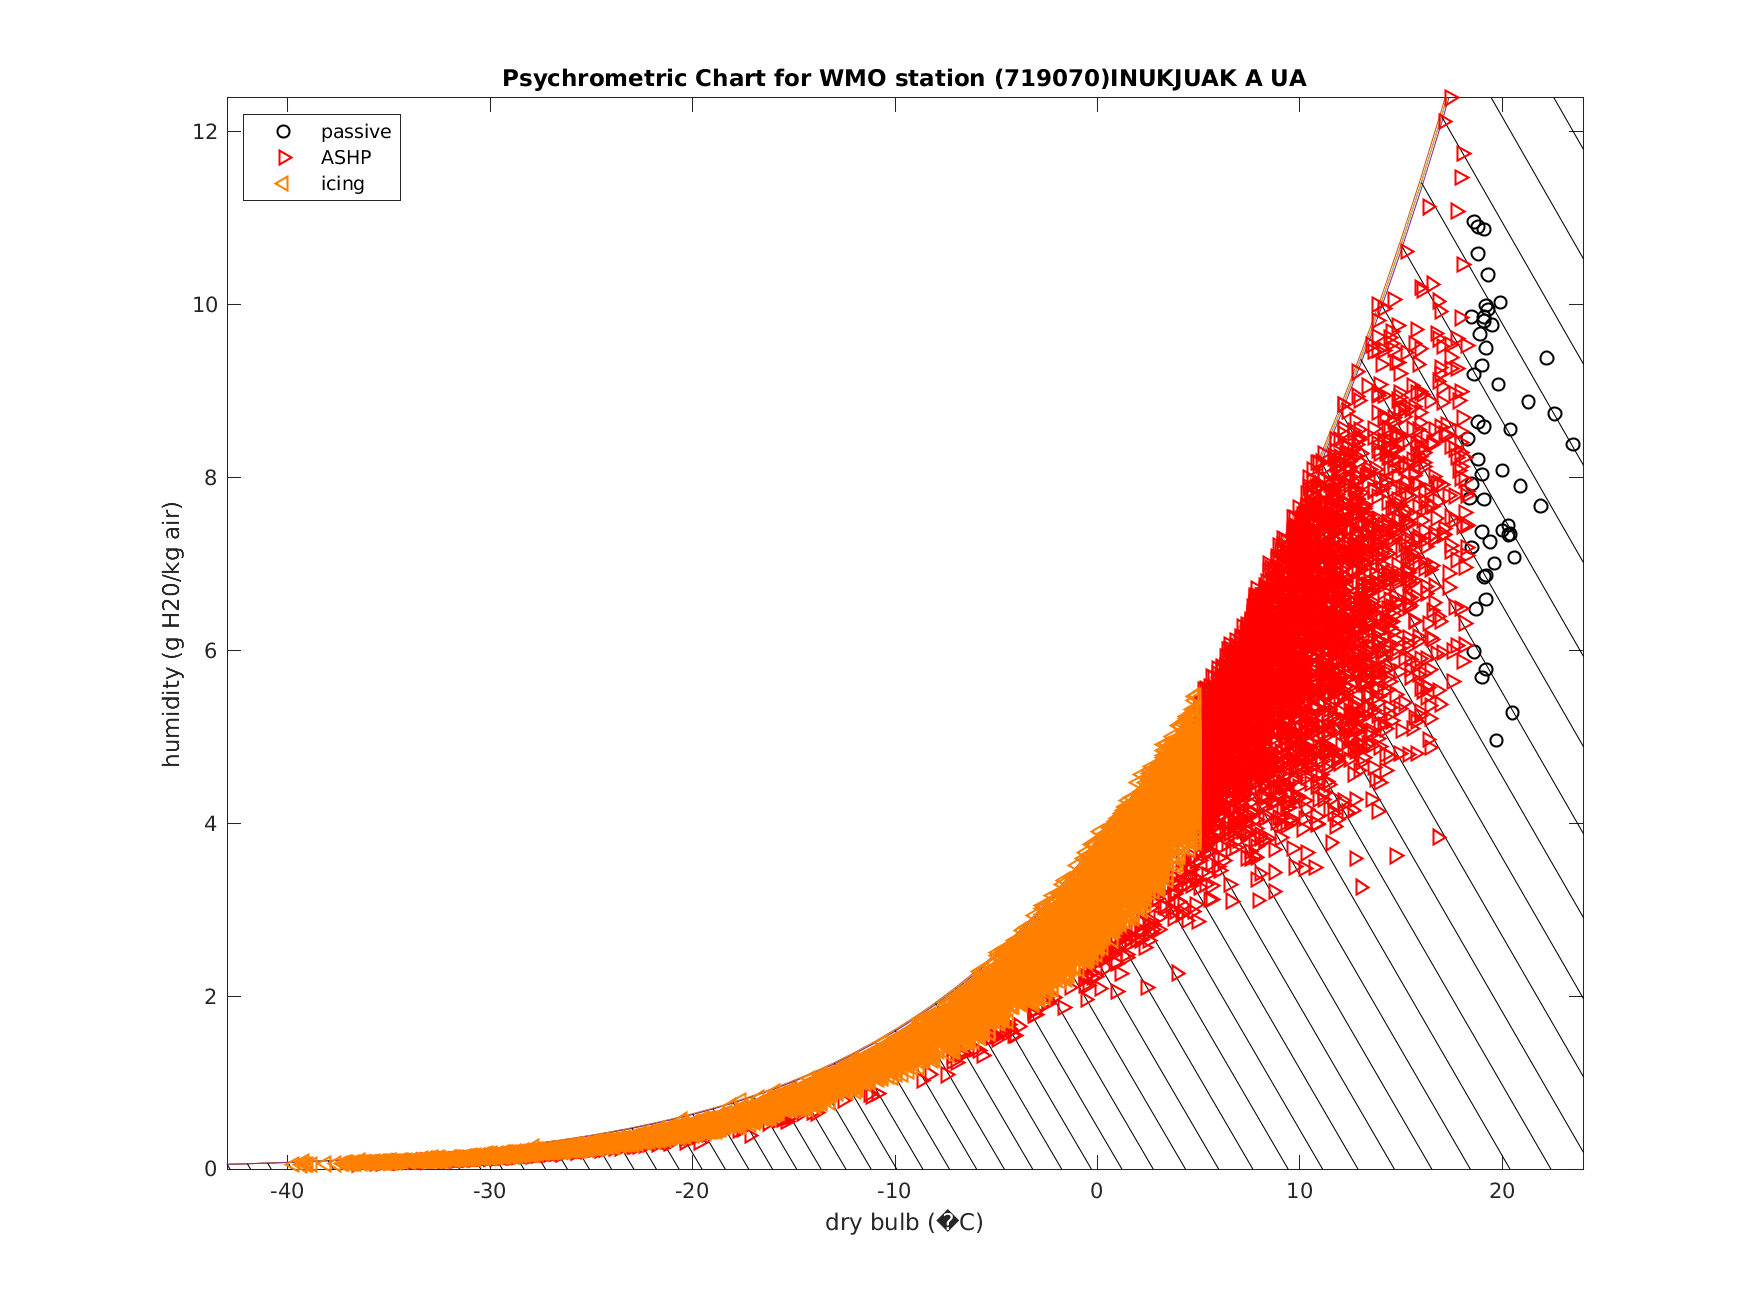 Psychrometric Chart for WMO station (719070)INUKJUAK A UA
passive
ASHP
icing
12
10
8
6
4
2
0
humidity (g H20/kg air)
-40 -30 -20 -10 0 10 20
dry bulb (�C)